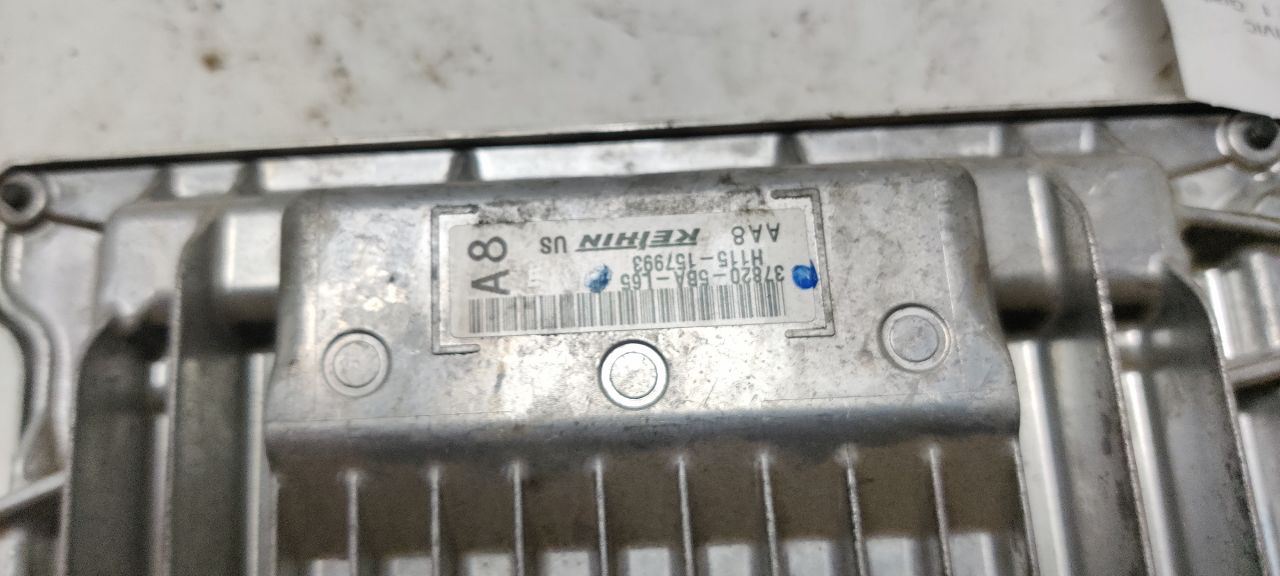 A8
AA8 KEIHIN US
H115-157993
37820-5BA-L65